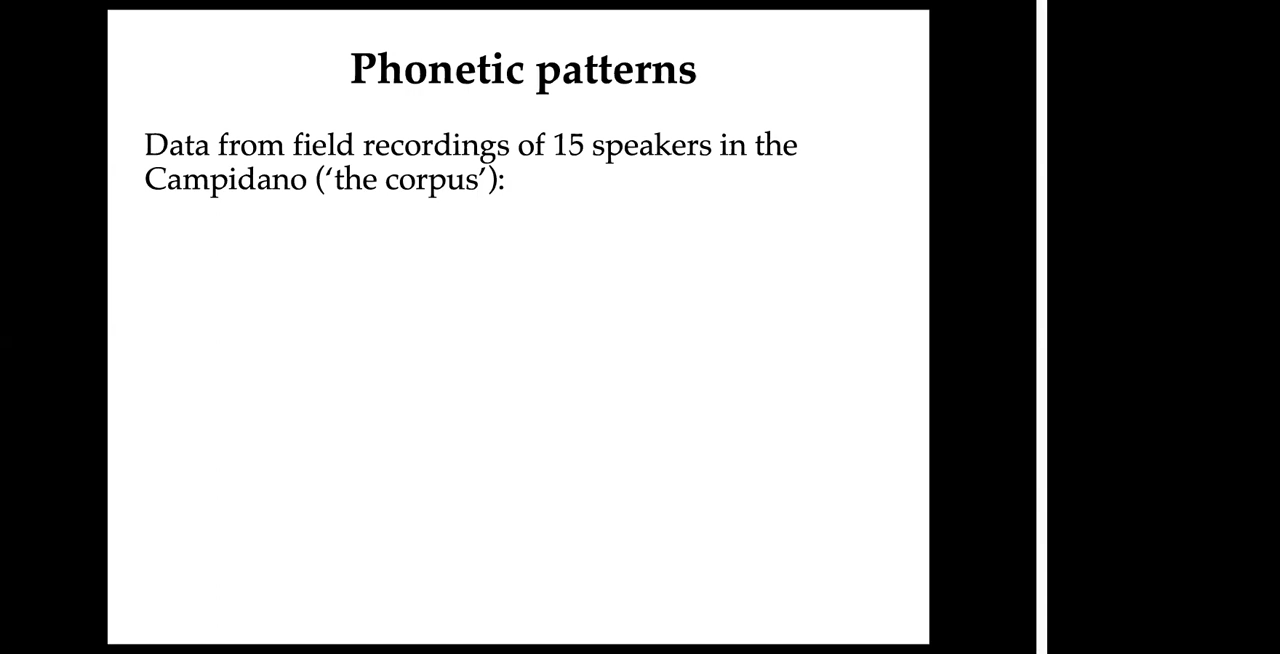 Phonetic patterns
Data from field recordings of 15 speakers in the
Campidano (‘the corpus’):